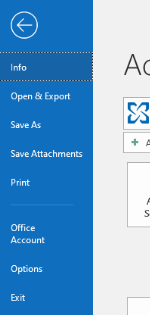 Info
Open & Export
Save As
Save Attachments
Print
Office
Account
Options
Exit
Ac
A
A
S